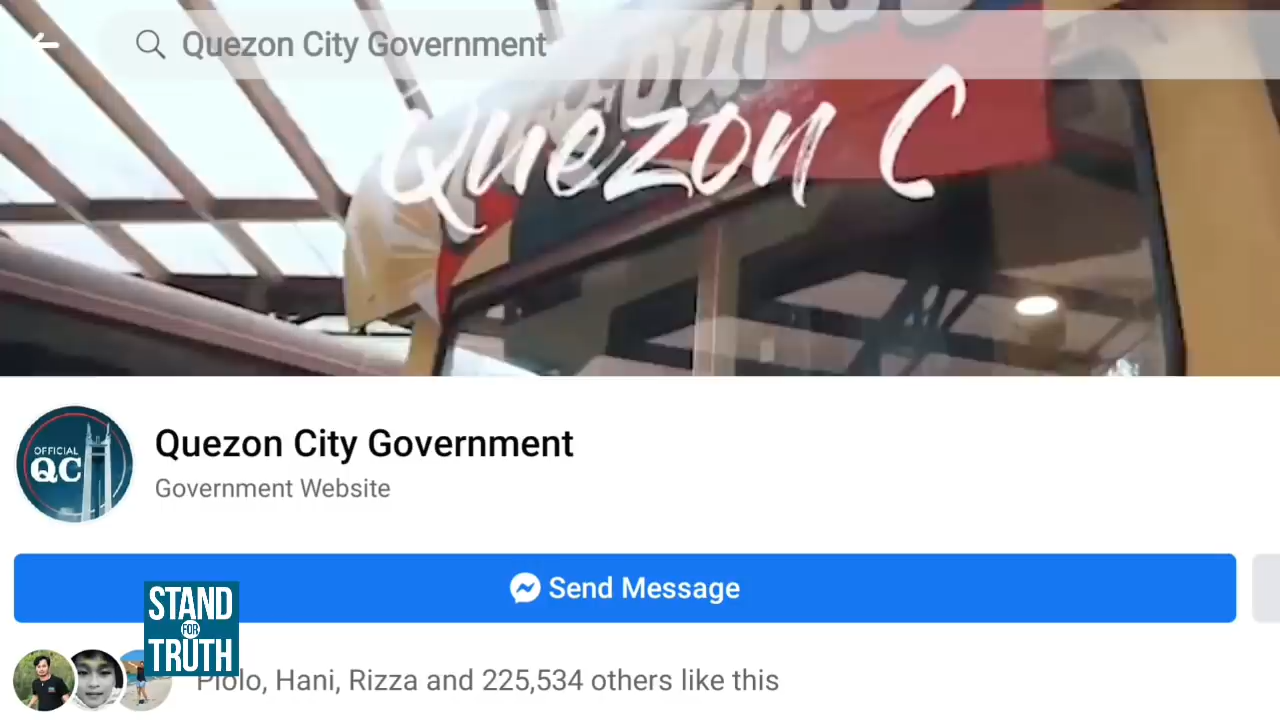 Quezon City Government
Quezon C
Quezon City Government
Government Website
OFFICIAL
QC
Send Message
STAND
FOR
TRUTH
Piolo, Hani, Rizza and 225,534 others like this